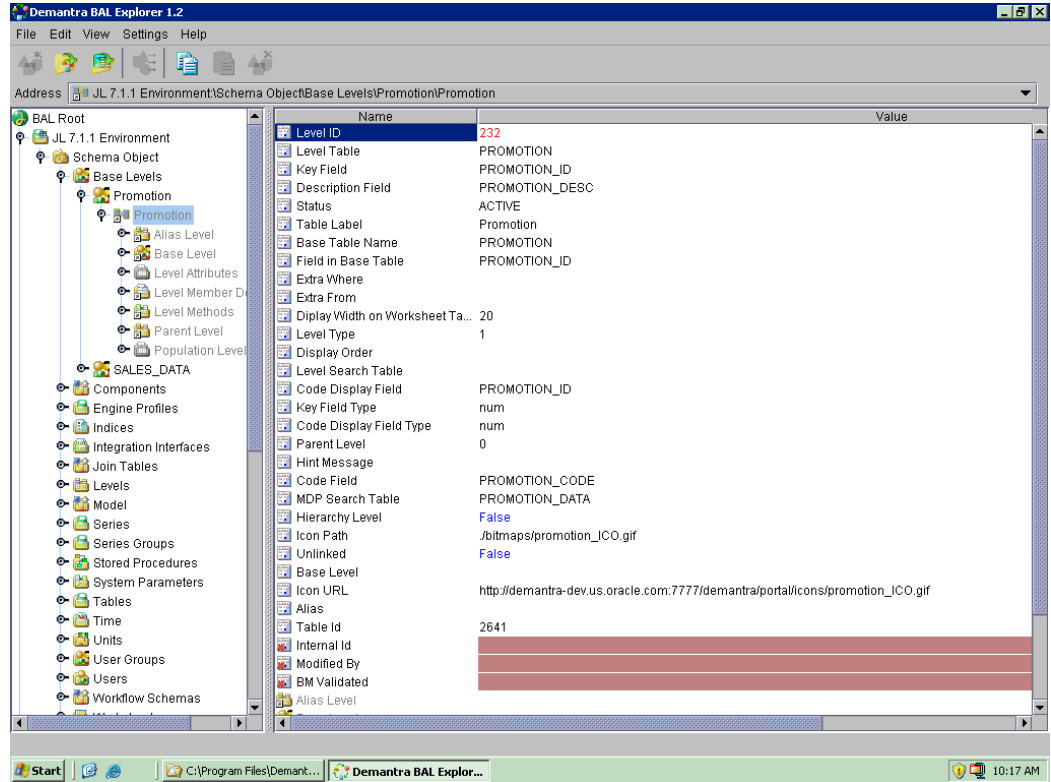 Demantra BAL Explorer 1.2
File Edit View Settings Help
Address JL 7.1.1 Environment:\Schema Object\Base Levels\Promotion\Promotion
BAL Root
JL 7.1.1 Environment
Schema Object
Base Levels
Promotion
Promotion
Alias Level
Base Level
Level Attributes
Level Member D
Level Methods
Parent Level
Population Level
SALES_DATA
Components
Engine Profiles
Indices
Integration Interfaces
Join Tables
Levels
Model
Series
Series Groups
Stored Procedures
System Parameters
Tables
Time
Units
User Groups
Users
Workflow Schemas
Name Value
Level ID 232
Level Table PROMOTION
Key Field PROMOTION_ID
Description Field PROMOTION_DESC
Status ACTIVE
Table Label Promotion
Base Table Name PROMOTION
Field in Base Table PROMOTION_ID
Extra Where
Extra From
Diplay Width on Worksheet Ta... 20
Level Type 1
Display Order
Level Search Table
Code Display Field PROMOTION_ID
Key Field Type num
Code Display Field Type num
Parent Level 0
Hint Message
Code Field PROMOTION_CODE
MDP Search Table PROMOTION_DATA
Hierarchy Level False
Icon Path ./bitmaps/promotion_ICO.gif
Unlinked False
Base Level
Icon URL http://demantra-dev.us.oracle.com:7777/demantra/portal/icons/promotion_ICO.gif
Alias
Table Id 2641
Internal Id
Modified By
BM Validated
Alias Level
Start C:\Program Files\Demant... Demantra BAL Explor... 10:17 AM